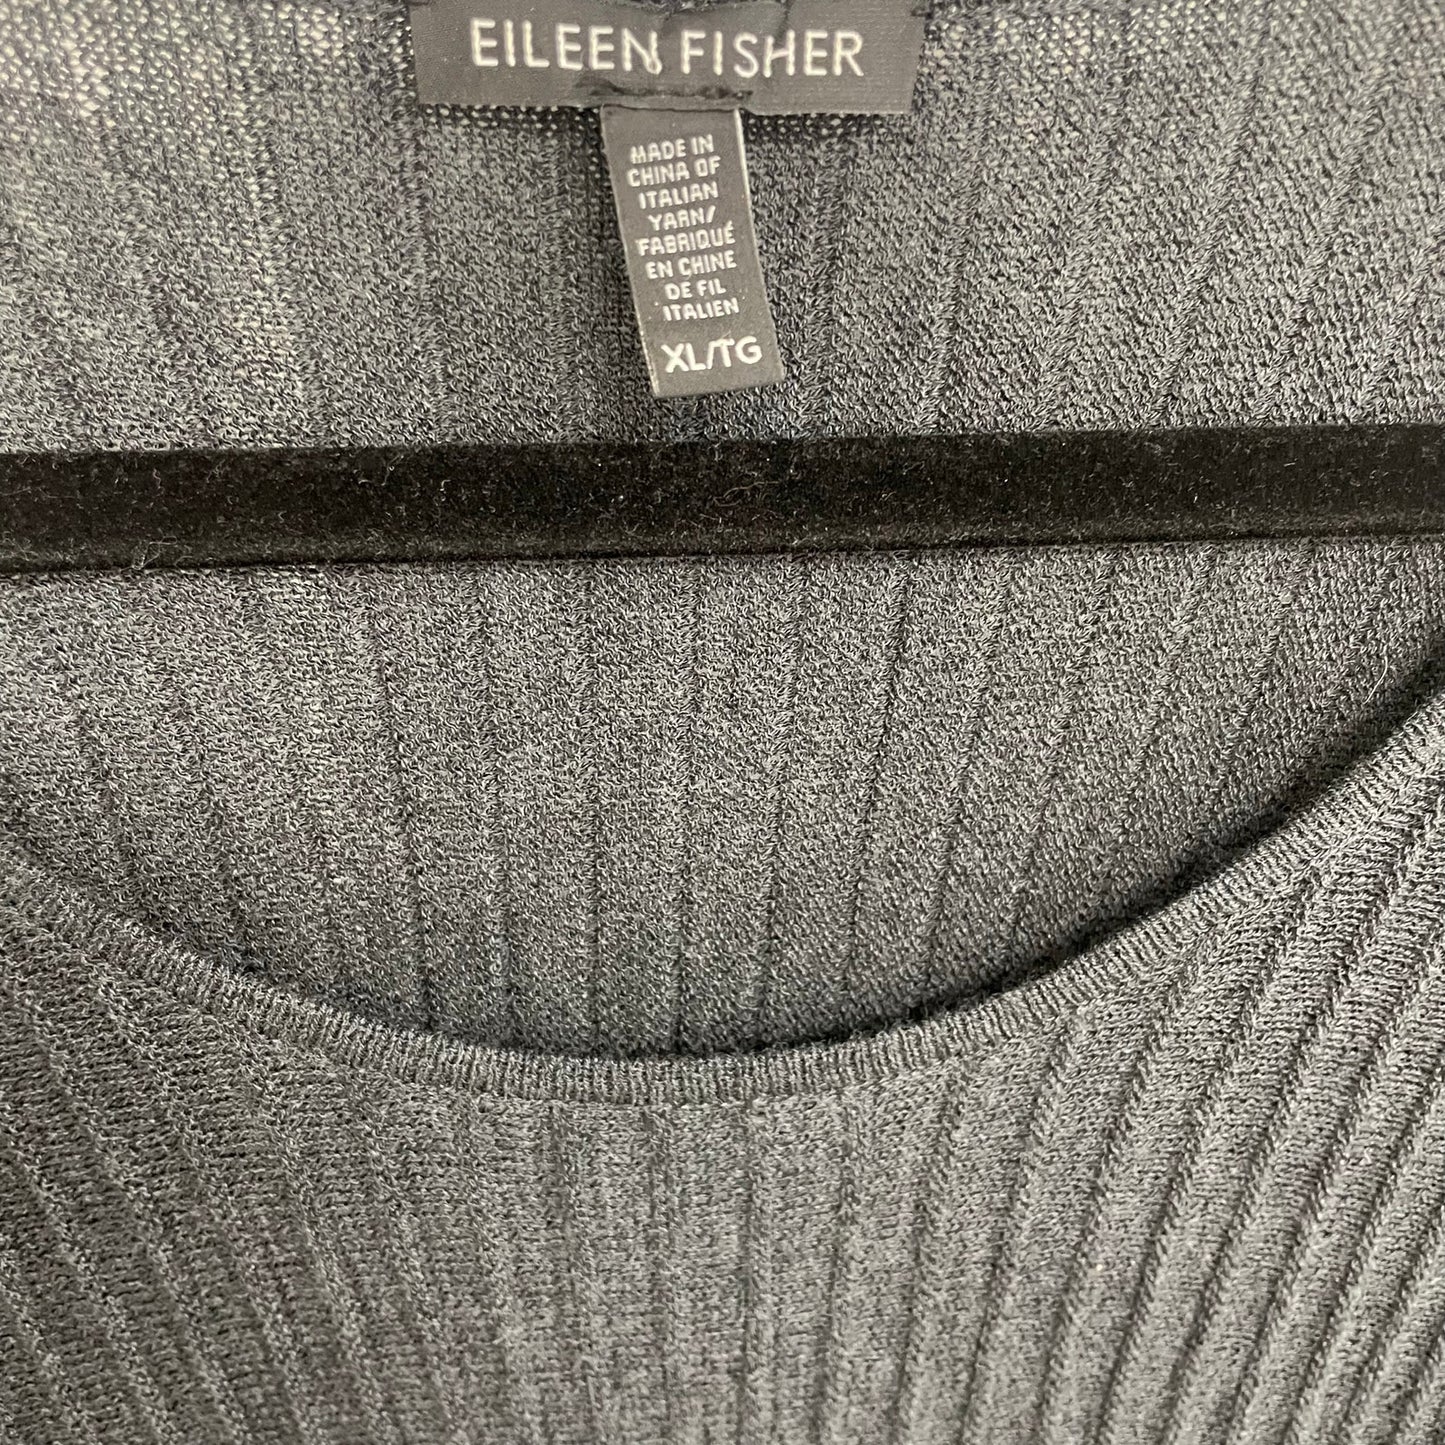 EILEEN FISHER
MADE IN
CHINA OF
ITALIAN
YARN/
FABRIQUÉ
EN CHINE
DE FIL
ITALIEN
XL/TG